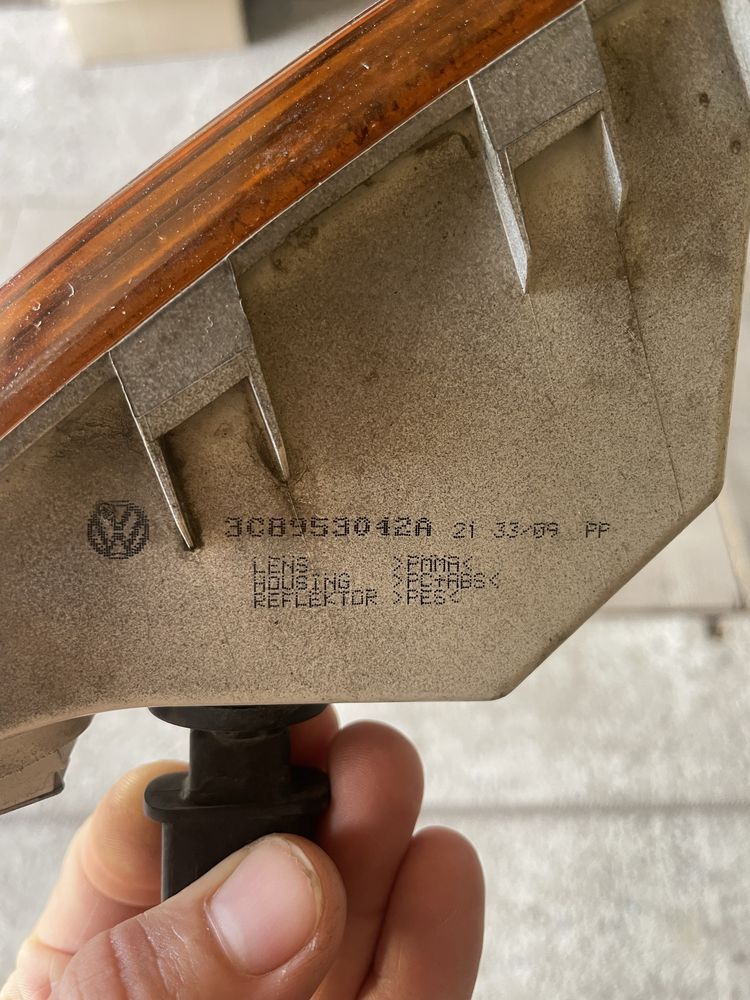 3C8953042A 21 33/09 PP
LENS >PMMA<
HOUSING >PC+ABS<
REFLEKTOR >PES<